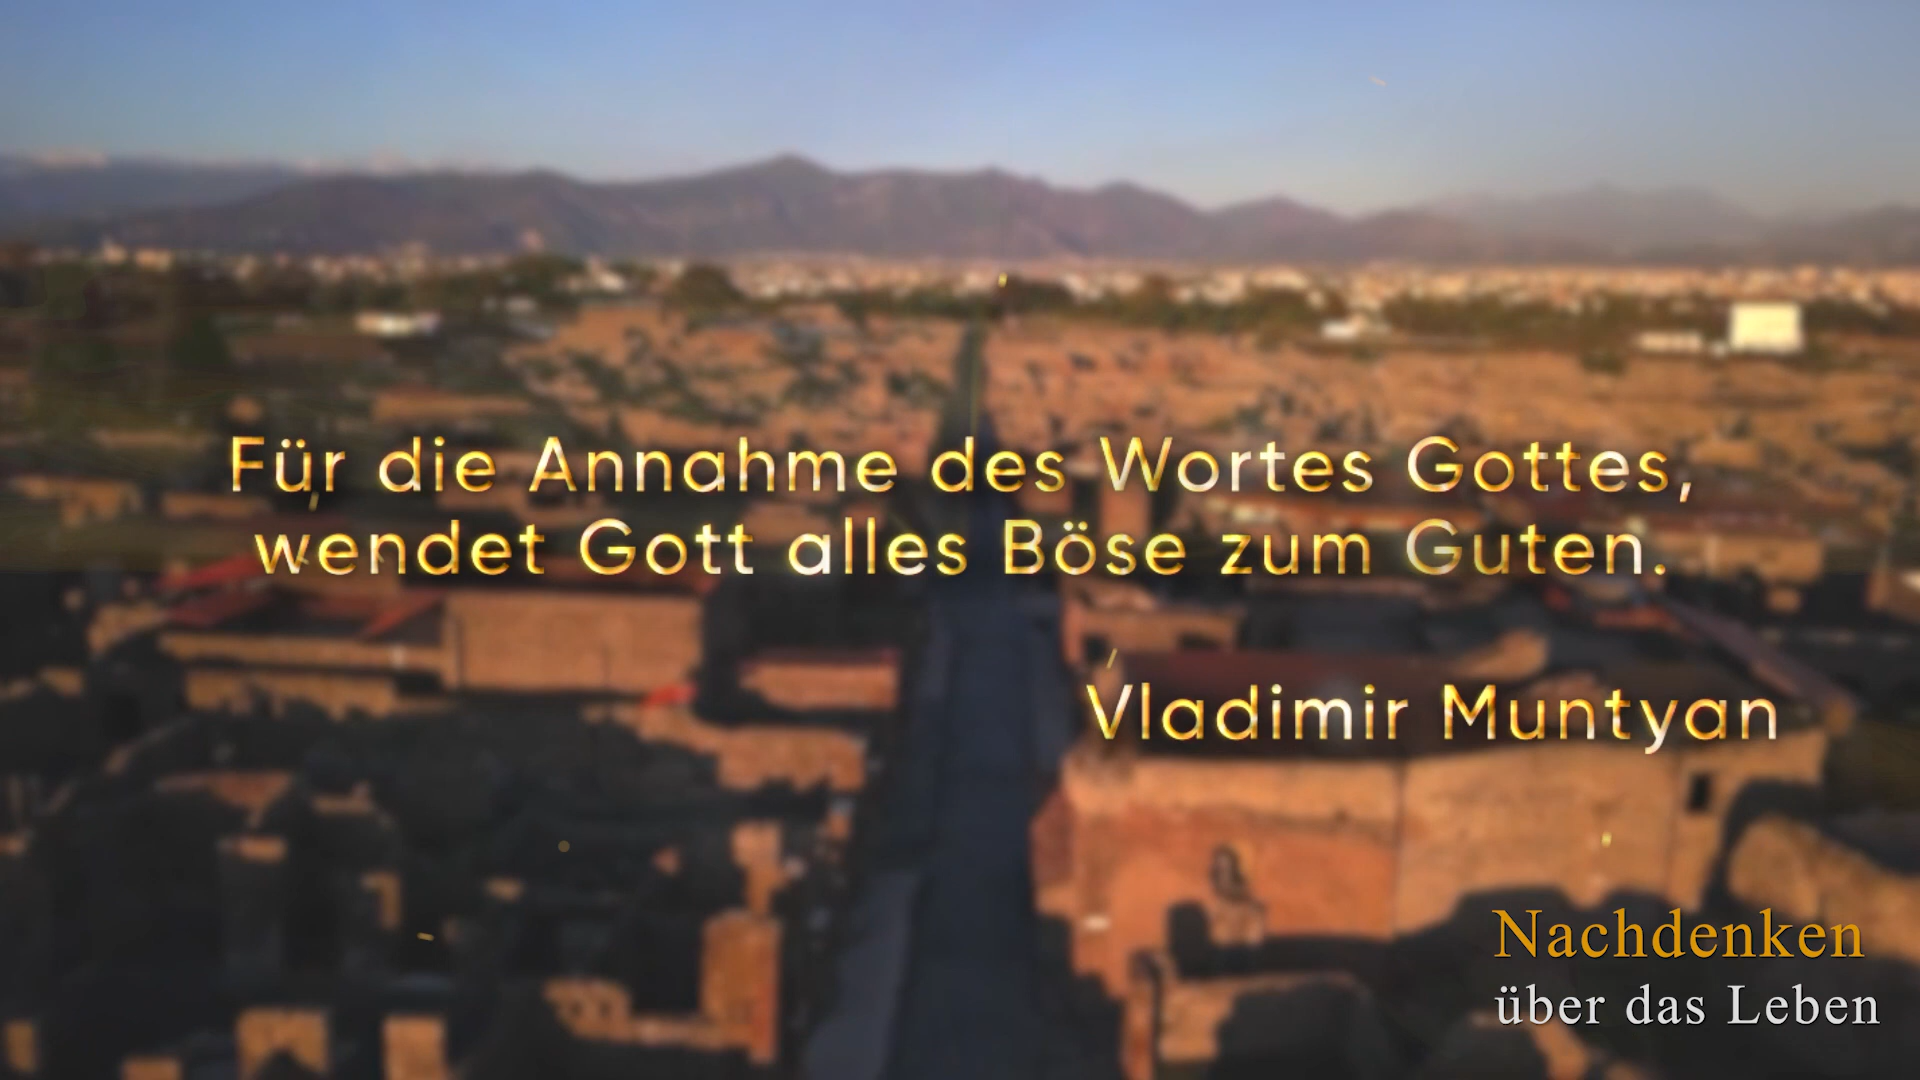 Für die Annahme des Wortes Gottes,
wendet Gott alles Böse zum Guten.
Vladimir Muntyan
Nachdenken
über das Leben